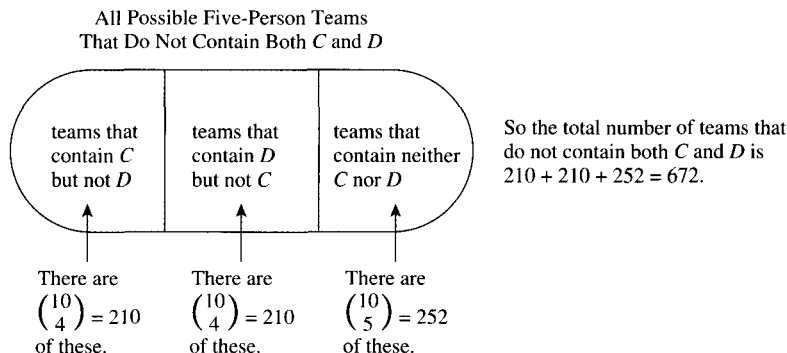 All Possible Five-Person Teams
That Do Not Contain Both C and D
teams that
contain C
but not D
teams that
contain D
but not C
teams that
contain neither
C nor D
So the total number of teams that
do not contain both C and D is
210 + 210 + 252 = 672.
There are
(10 4) = 210
of these.
There are
(10 4) = 210
of these.
There are
(10 5) = 252
of these.